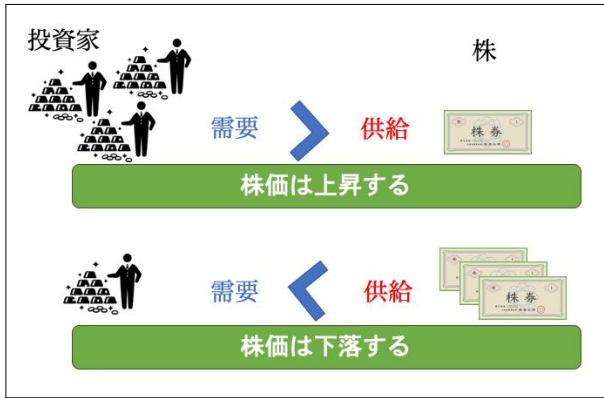 投資家
株
需要 > 供給
株券
株価は上昇する
需要 < 供給
株券
株価は下落する